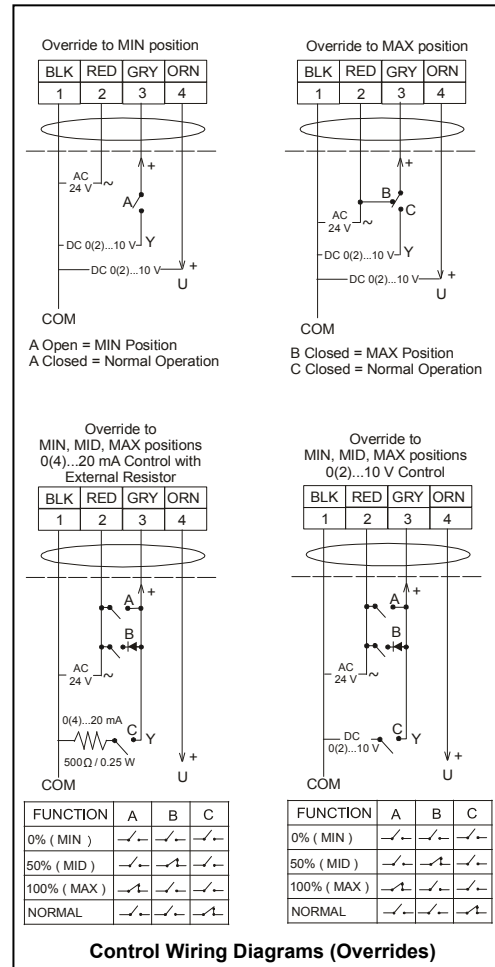 Override to MIN position
BLK RED GRY ORN
1 2 3 4
+
AC
24 V ~
A
DC 0(2)...10 V Y
DC 0(2)...10 V +
U
COM
A Open = MIN Position
A Closed = Normal Operation
Override to MAX position
BLK RED GRY ORN
1 2 3 4
+
B
AC
24 V ~
C
DC 0(2)...10 V Y
DC 0(2)...10 V +
U
COM
B Closed = MAX Position
C Closed = Normal Operation
Override to
MIN, MID, MAX positions
0(4)...20 mA Control with
External Resistor
BLK RED GRY ORN
1 2 3 4
+
A
B
AC
24 V ~
0(4)...20 mA C Y
500Ω / 0.25 W
+
U
COM
FUNCTION A B C
0% ( MIN )
50% ( MID )
100% ( MAX )
NORMAL
Override to
MIN, MID, MAX positions
0(2)...10 V Control
BLK RED GRY ORN
1 2 3 4
+
A
B
AC
24 V ~
DC C Y
0(2)...10 V
+
U
COM
FUNCTION A B C
0% ( MIN )
50% ( MID )
100% ( MAX )
NORMAL
Control Wiring Diagrams (Overrides)